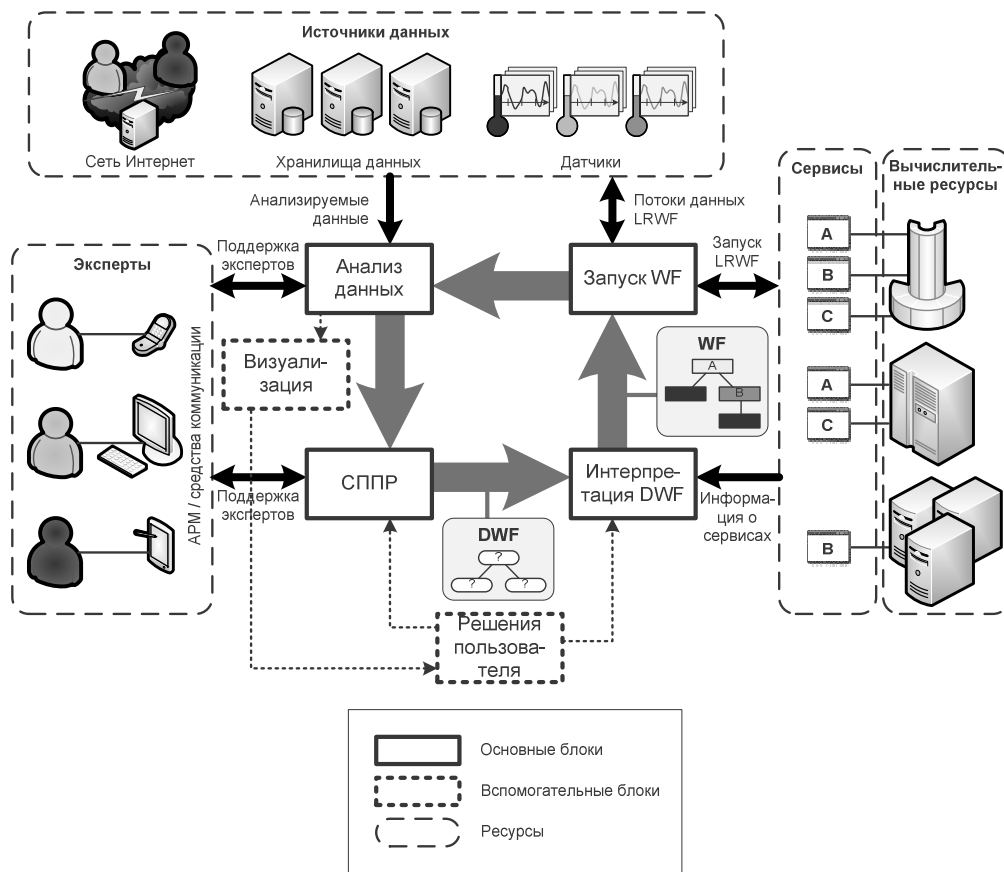 Источники данных
Сеть Интернет
Хранилища данных
Датчики
Анализируемые
данные
Потоки данных
LRWF
Сервисы
Вычислитель-
ные ресурсы
Эксперты
Поддержка
экспертов
Анализ
данных
Запуск WF
Запуск
LRWF
A
B
C
A
C
B
Визуали-
зация
WF
A
B
АРМ / средства коммуникации
СППР
Поддержка
экспертов
Интерпре-
тация DWF
Информа-
ция о
сервисах
DWF
?
?
?
Решения
пользова-
теля
Основные блоки
Вспомогательные блоки
Ресурсы